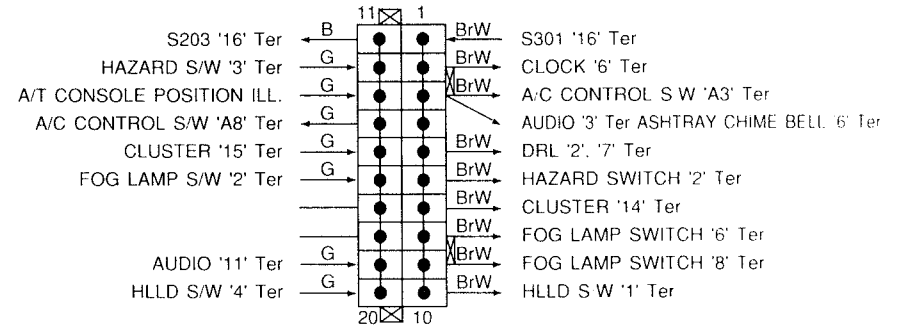 11 1
S203 '16' Ter B BrW S301 '16' Ter
HAZARD S/W '3' Ter G BrW CLOCK '6' Ter
A/T CONSOLE POSITION ILL. G BrW A/C CONTROL S W 'A3' Ter
A/C CONTROL S/W 'A8' Ter G AUDIO '3' Ter ASHTRAY CHIME BELL '6' Ter
CLUSTER '15' Ter G BrW DRL '2'. '7' Ter
FOG LAMP S/W '2' Ter G BrW HAZARD SWITCH '2' Ter
BrW CLUSTER '14' Ter
BrW FOG LAMP SWITCH '6' Ter
AUDIO '11' Ter G BrW FOG LAMP SWITCH '8' Ter
HLLD S/W '4' Ter G BrW HLLD S W '1' Ter
20 10